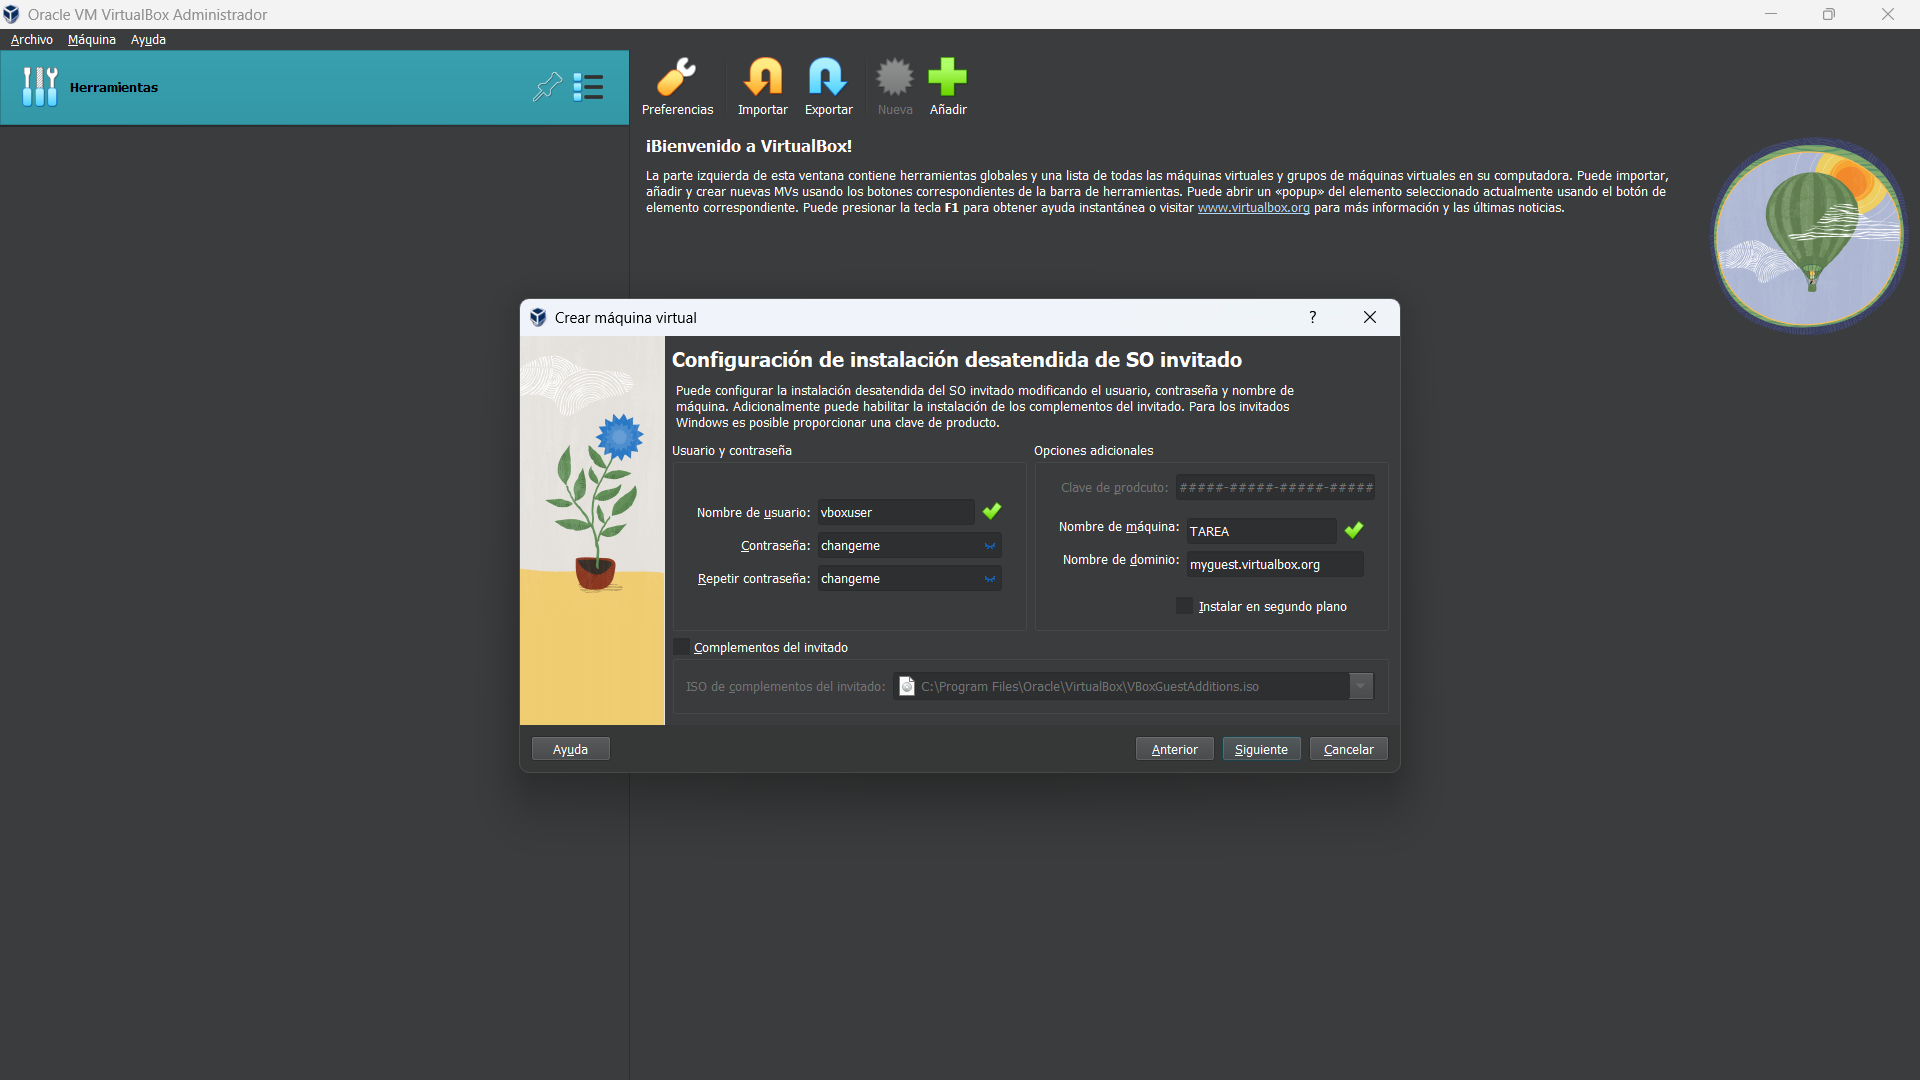 Oracle VM VirtualBox Administrador
Archivo Máquina Ayuda
Herramientas
Preferencias Importar Exportar Nueva Añadir
¡Bienvenido a VirtualBox!
La parte izquierda de esta ventana contiene herramientas globales y una lista de todas las máquinas virtuales y grupos de máquinas virtuales en su computadora. Puede importar,
añadir y crear nuevas MVs usando los botones correspondientes de la barra de herramientas. Puede abrir un «popup» del elemento seleccionado actualmente usando el botón de
elemento correspondiente. Puede presionar la tecla F1 para obtener ayuda instantánea o visitar www.virtualbox.org para más información y las últimas noticias.
Crear máquina virtual
?
Configuración de instalación desatendida de SO invitado
Puede configurar la instalación desatendida del SO invitado modificando el usuario, contraseña y nombre de
máquina. Adicionalmente puede habilitar la instalación de los complementos del invitado. Para los invitados
Windows es posible proporcionar una clave de producto.
Usuario y contraseña
Nombre de usuario: vboxuser
Contraseña: changeme
Repetir contraseña: changeme
Opciones adicionales
Clave de prodcuto: #####-#####-#####-#####
Nombre de máquina: TAREA
Nombre de dominio: myguest.virtualbox.org
Instalar en segundo plano
Complementos del invitado
ISO de complementos del invitado: C:\Program Files\Oracle\VirtualBox\VBoxGuestAdditions.iso
Ayuda Anterior Siguiente Cancelar